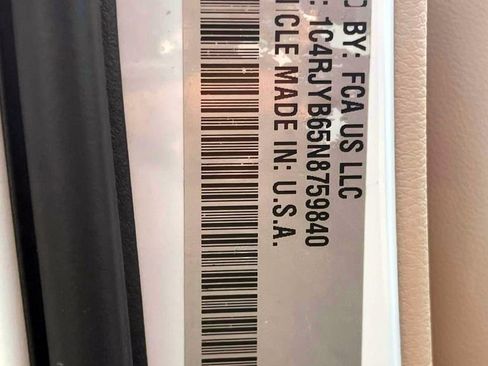 D BY: FCA US LLC
: 1C4RJYB65N8759840
ICLE MADE IN: U.S.A.